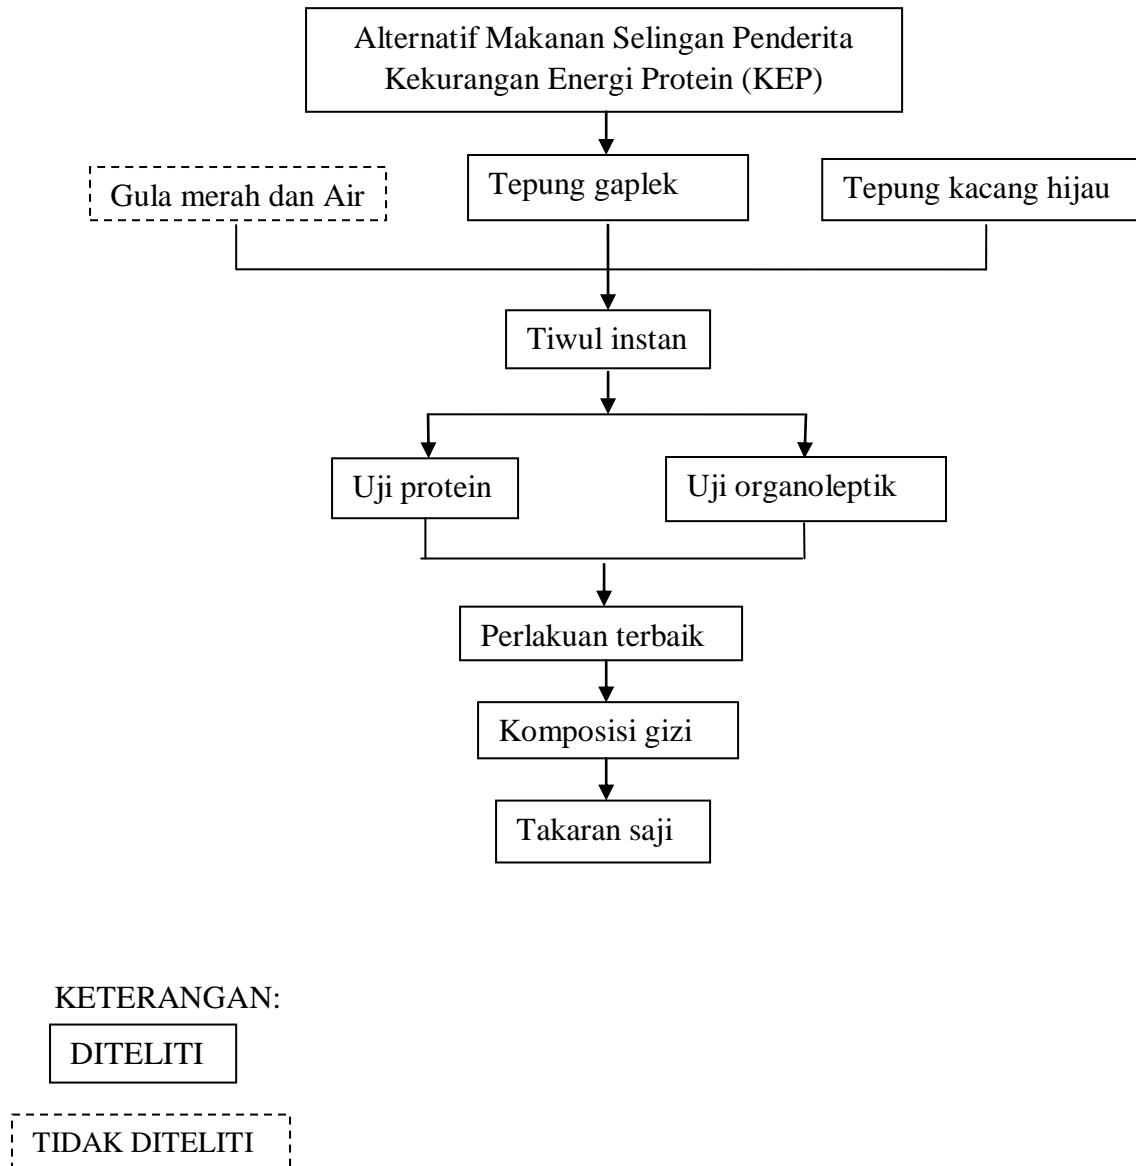 Alternatif Makanan Selingan Penderita
Kekurangan Energi Protein (KEP)
Gula merah dan Air
Tepung gaplek
Tepung kacang hijau
Tiwul instan
Uji protein
Uji organoleptik
Perlakuan terbaik
Komposisi gizi
Takaran saji
KETERANGAN:
DITELITI
TIDAK DITELITI